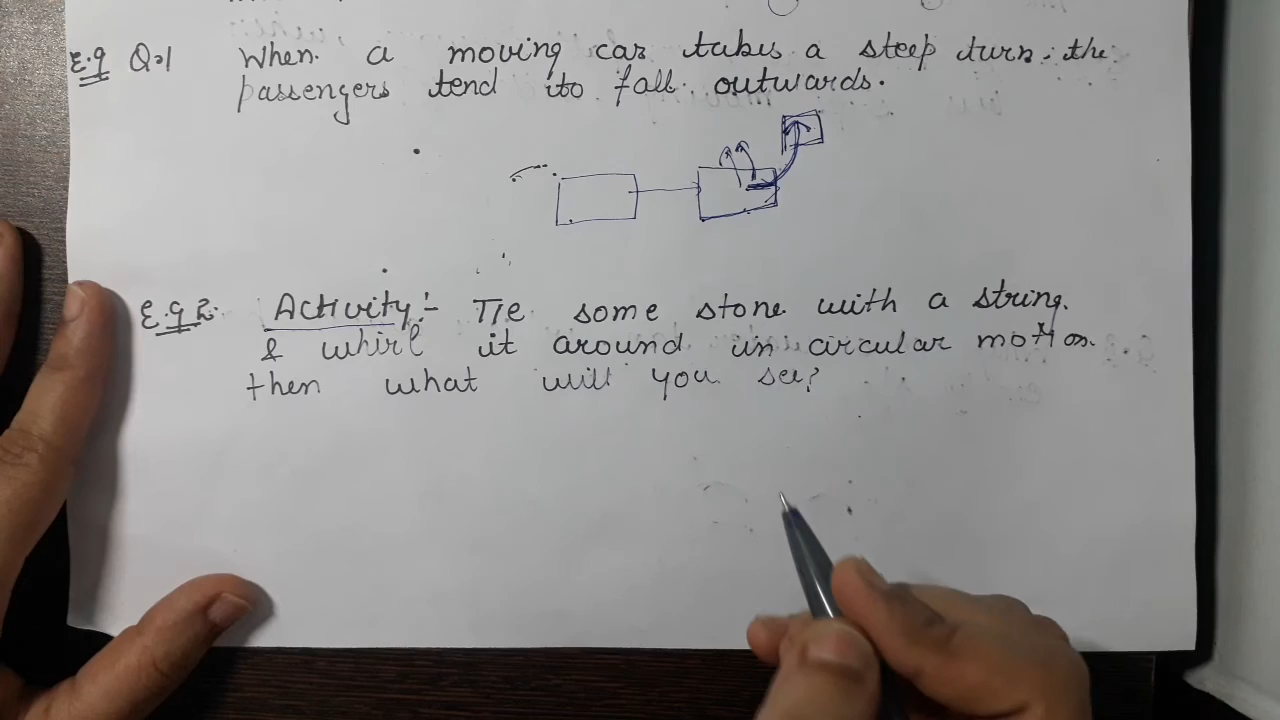 E.g Q.1 When a moving car takes a steep turn. the
passengers tend to fall outwards.
E.g 2. Activity:- Tie some stone with a string.
& whirl it around in circular motion.
then what will you see?